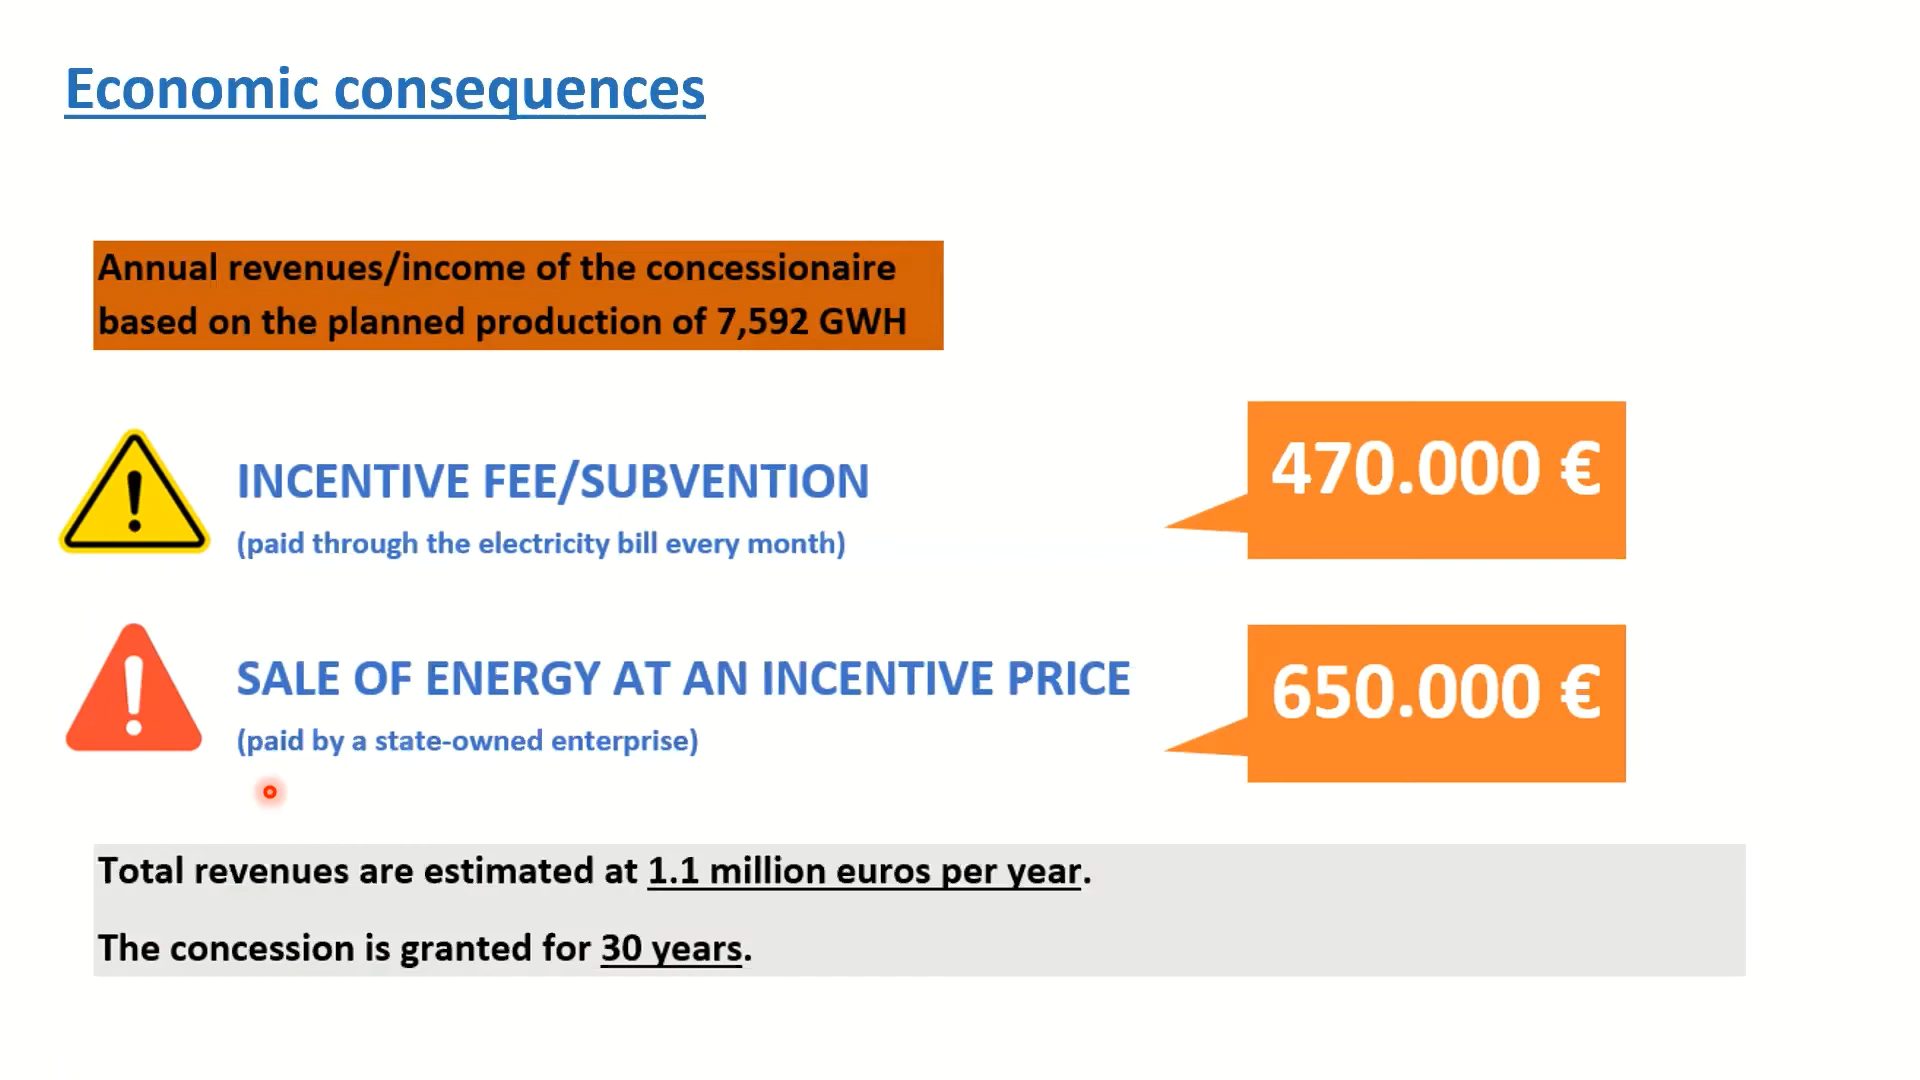 Economic consequences
Annual revenues/income of the concessionaire
based on the planned production of 7,592 GWH
INCENTIVE FEE/SUBVENTION
(paid through the electricity bill every month)
470.000 €
SALE OF ENERGY AT AN INCENTIVE PRICE
(paid by a state-owned enterprise)
650.000 €
Total revenues are estimated at 1.1 million euros per year.
The concession is granted for 30 years.